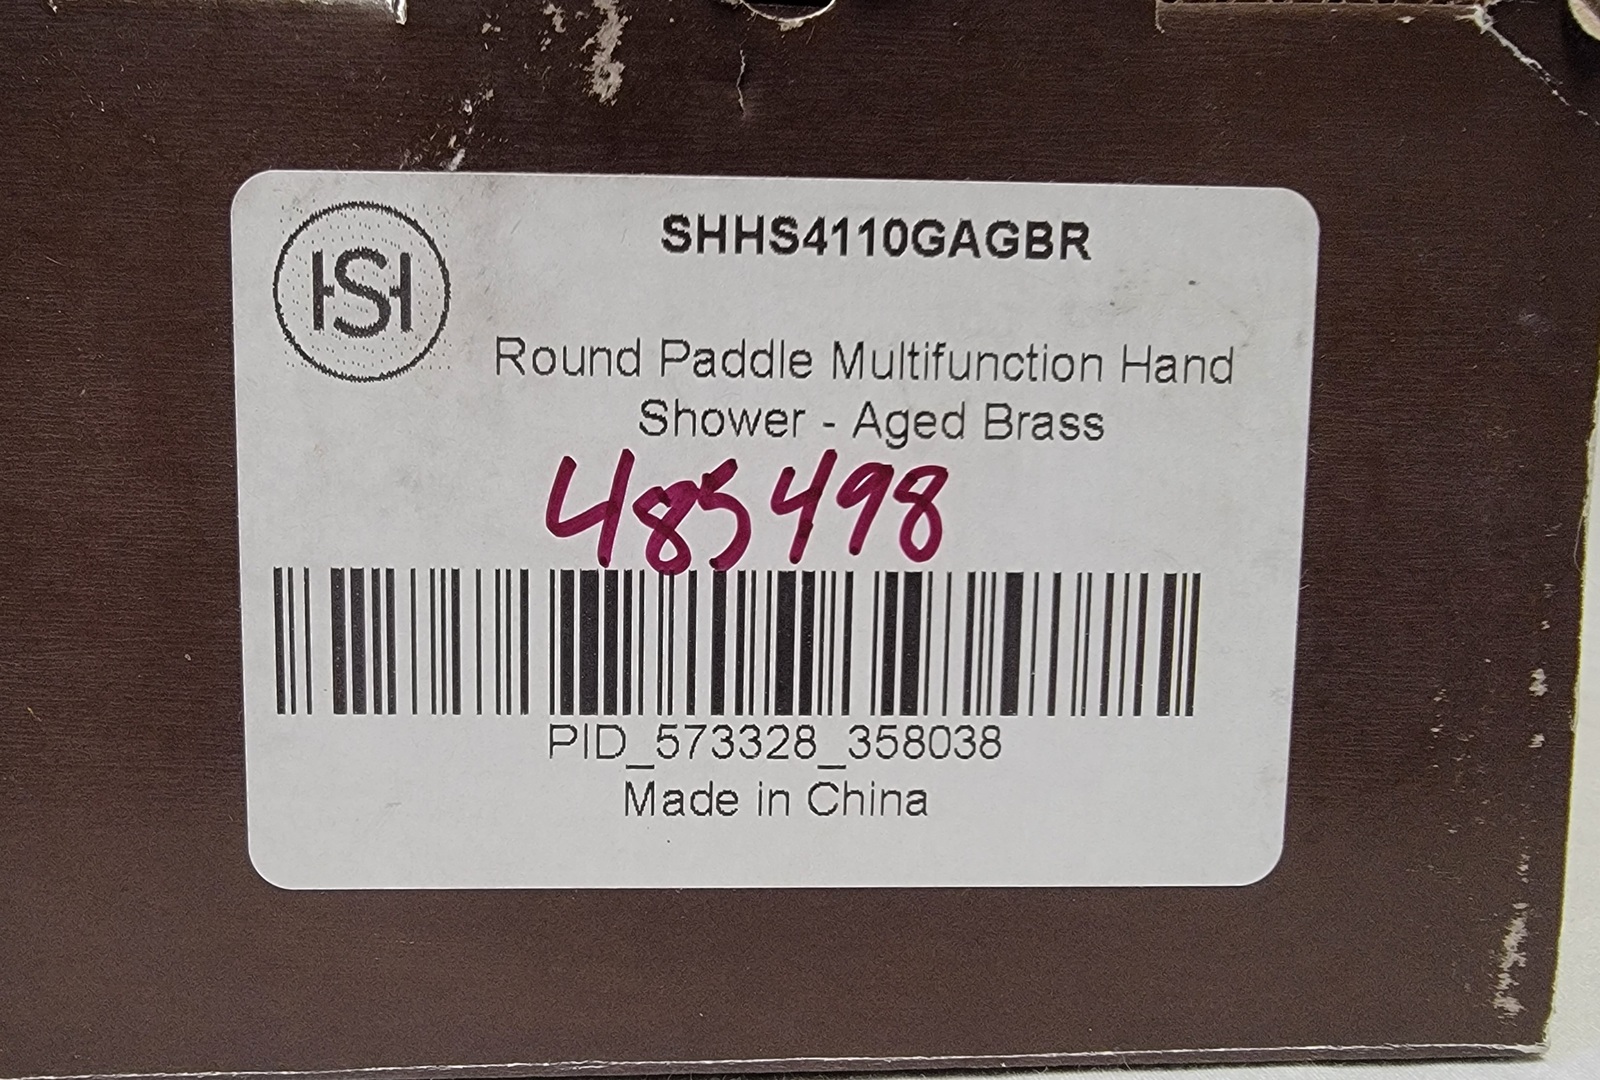 HSH
SHHS4110GAGBR
Round Paddle Multifunction Hand
Shower - Aged Brass
485498
PID_573328_358038
Made in China